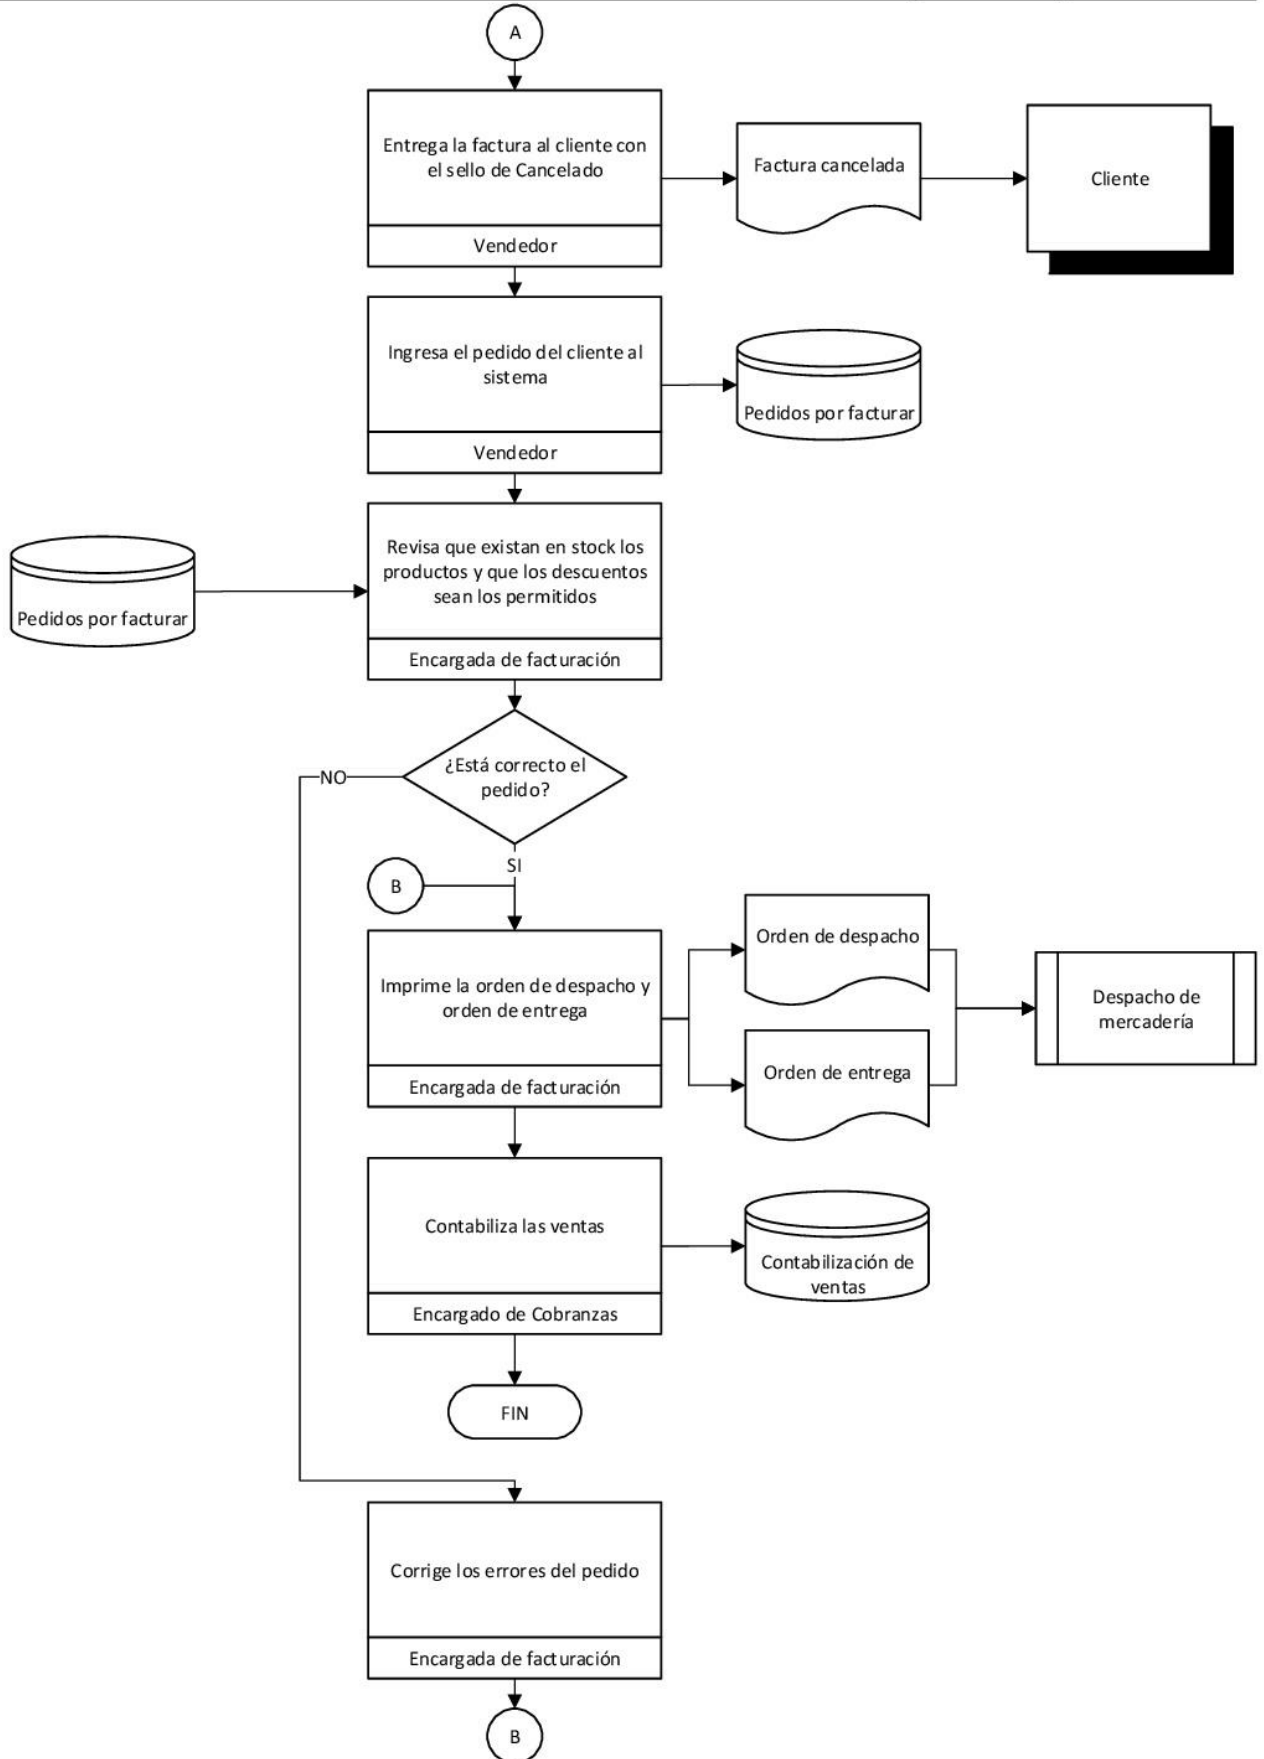 A
Entrega la factura al cliente con
el sello de Cancelado
Vendedor
Factura cancelada
Cliente
Ingresa el pedido del cliente al
sistema
Vendedor
Pedidos por facturar
Pedidos por facturar
Revisa que existan en stock los
productos y que los descuentos
sean los permitidos
Encargada de facturación
¿Está correcto el
pedido?
NO
SI
B
Imprime la orden de despacho y
orden de entrega
Encargada de facturación
Orden de despacho
Orden de entrega
Despacho de
mercadería
Contabiliza las ventas
Encargado de Cobranzas
Contabilización de
ventas
FIN
Corrige los errores del pedido
Encargada de facturación
B